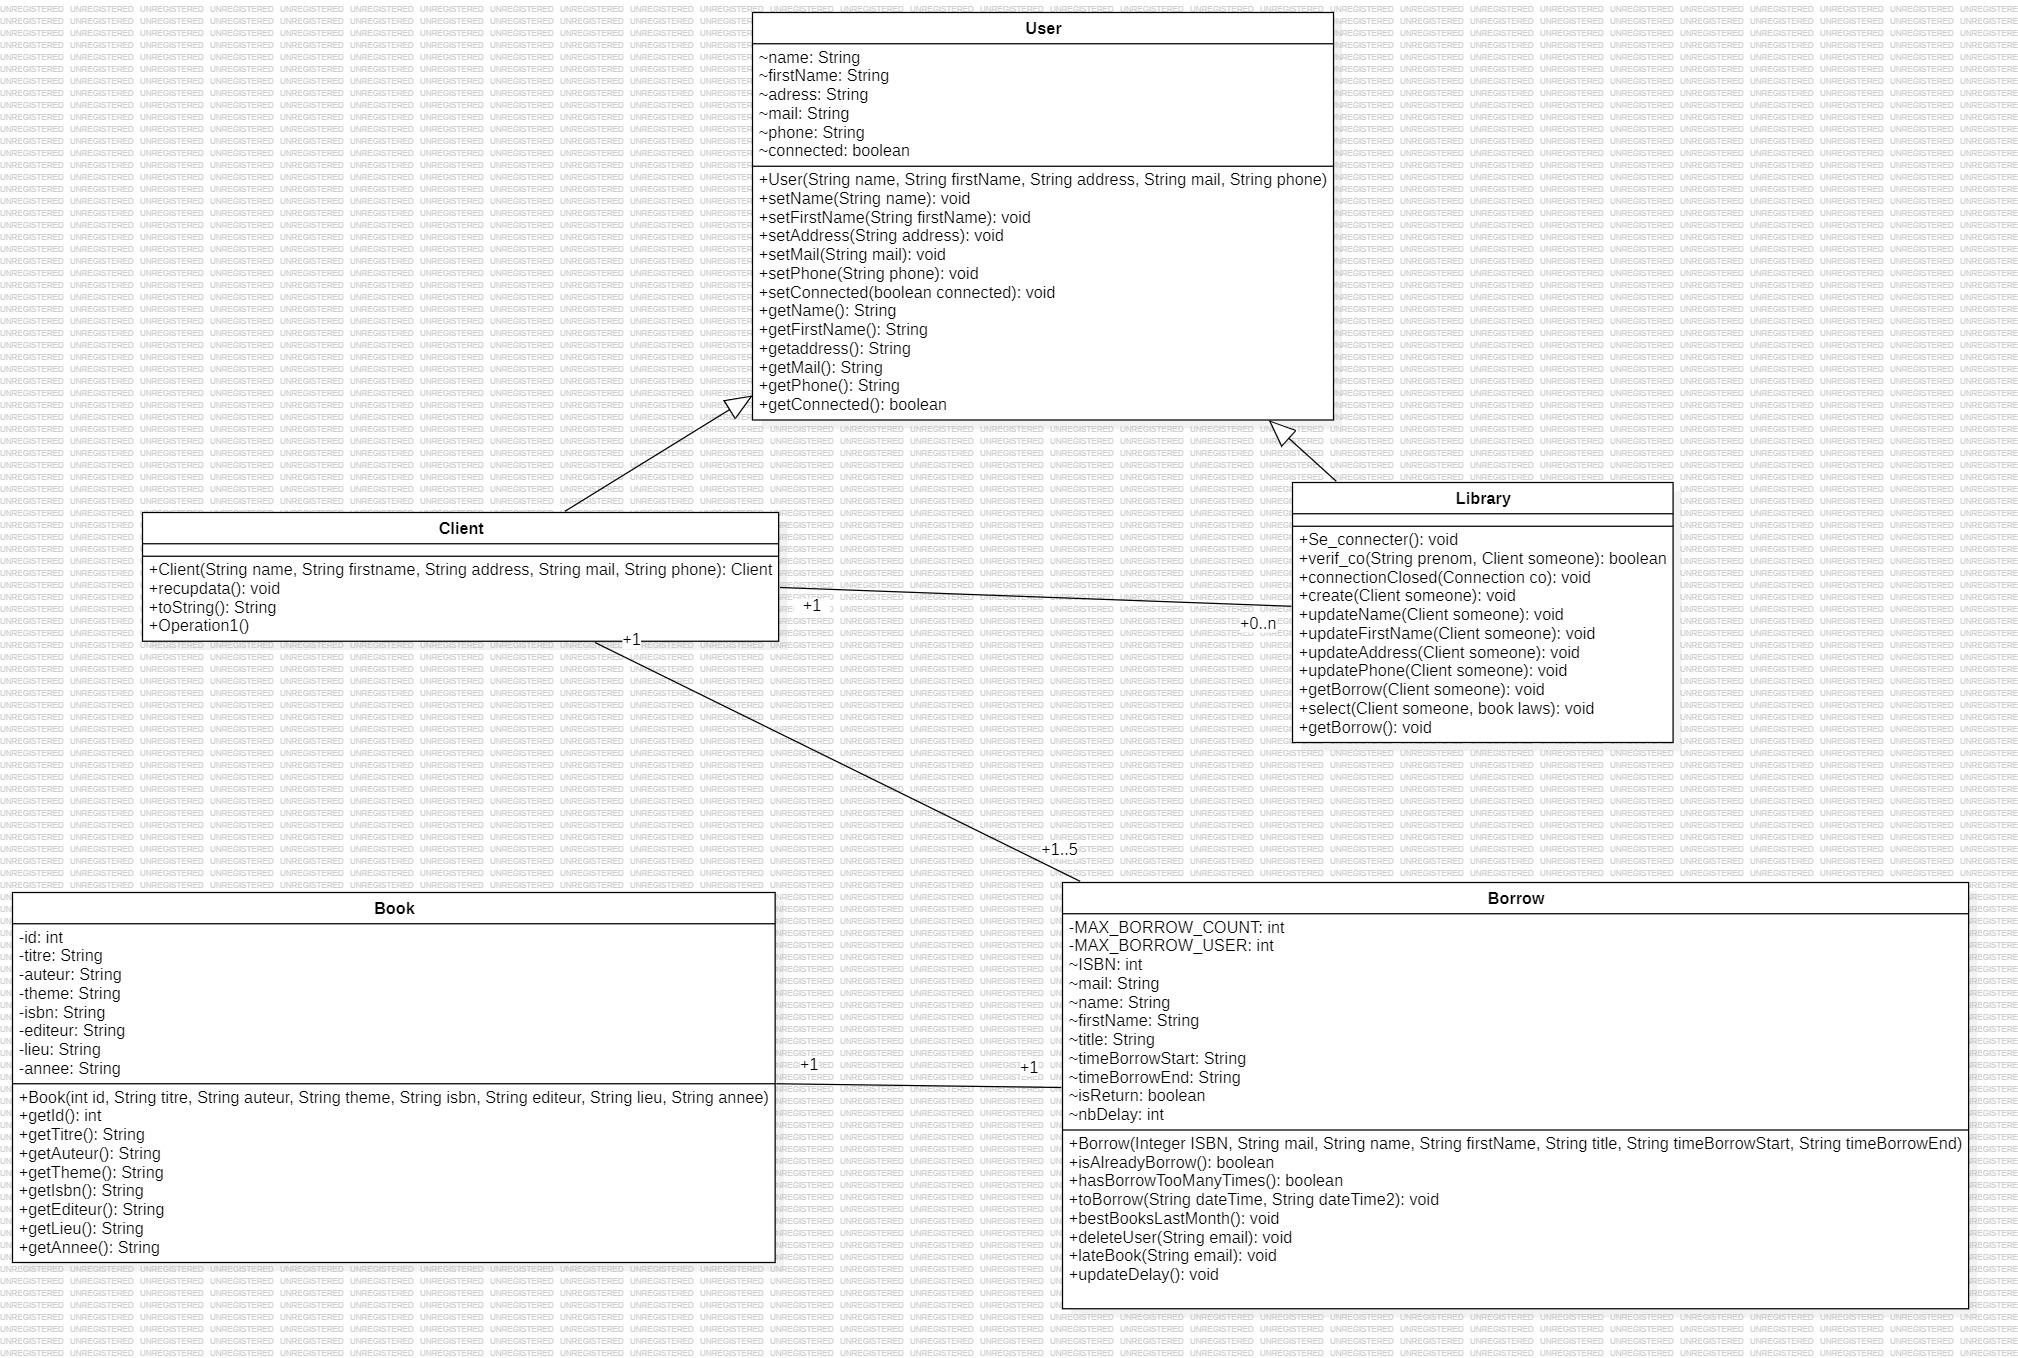 User
~name: String
~firstName: String
~adress: String
~mail: String
~phone: String
~connected: boolean
+User(String name, String firstName, String address, String mail, String phone)
+setName(String name): void
+setFirstName(String firstName): void
+setAddress(String address): void
+setMail(String mail): void
+setPhone(String phone): void
+setConnected(boolean connected): void
+getName(): String
+getFirstName(): String
+getaddress(): String
+getMail(): String
+getPhone(): String
+getConnected(): boolean
Client
+Client(String name, String firstname, String address, String mail, String phone): Client
+recupdata(): void
+toString(): String
+Operation1()
+1
+0..n
Library
+Se_connecter(): void
+verif_co(String prenom, Client someone): boolean
+connectionClosed(Connection co): void
+create(Client someone): void
+updateName(Client someone): void
+updateFirstName(Client someone): void
+updateAddress(Client someone): void
+updatePhone(Client someone): void
+getBorrow(Client someone): void
+select(Client someone, book laws): void
+getBorrow(): void
+1
+1..5
Book
-id: int
-titre: String
-auteur: String
-theme: String
-isbn: String
-editeur: String
-lieu: String
-annee: String
+Book(int id, String titre, String auteur, String theme, String isbn, String editeur, String lieu, String annee)
+getId(): int
+getTitre(): String
+getAuteur(): String
+getTheme(): String
+getIsbn(): String
+getEditeur(): String
+getLieu(): String
+getAnnee(): String
+1
+1
Borrow
-MAX_BORROW_COUNT: int
-MAX_BORROW_USER: int
~ISBN: int
~mail: String
~name: String
~firstName: String
~title: String
~timeBorrowStart: String
~timeBorrowEnd: String
~isReturn: boolean
~nbDelay: int
+Borrow(Integer ISBN, String mail, String name, String firstName, String title, String timeBorrowStart, String timeBorrowEnd)
+isAlreadyBorrow(): boolean
+hasBorrowTooManyTimes(): boolean
+toBorrow(String dateTime, String dateTime2): void
+bestBooksLastMonth(): void
+deleteUser(String email): void
+lateBook(String email): void
+updateDelay(): void
UNREGISTERED